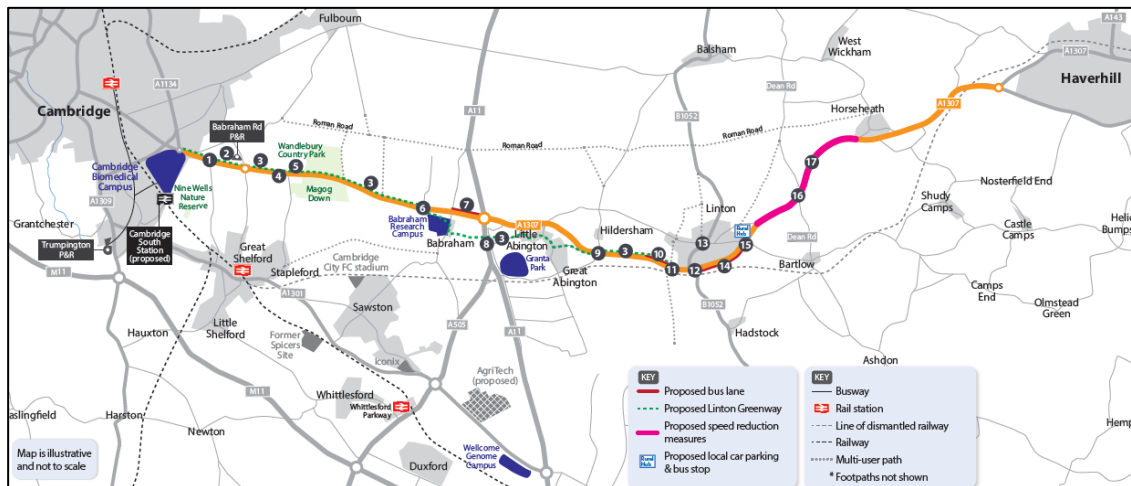 Fulbourn
A143
A1307
Balsham
West
Wickham
Haverhill
A1134
A11
Dean Rd
Cambridge
Roman Road
B1052
Horseheath
A1307
Babraham Rd
P&R
Wandlebury
Country Park
Roman Road
Roman Road
1
2
3
5
4
17
Cambridge
Biomedical
Campus
Nine Wells
Nature
Reserve
Magog
Down
3
16
Nosterfield End
A1309
6
7
Linton
Shudy
Camps
Grantchester
Babraham
Research
Campus
A1307
Hildersham
Rural
Hub
Castle
Camps
Trumpington
P&R
Cambridge
South
Station
(proposed)
Great
Shelford
Babraham
8
3
Little
Abington
9
3
10
13
15
Dean Rd
M11
Stapleford
Cambridge
City FC stadium
Granta
Park
Great
Abington
11
12
14
Bartlow
Camps
End
A1301
Sawston
B1052
Olmstead
Green
Hauxton
Little
Shelford
Former
Spicers
Site
A505
A11
Hadstock
Iconix
AgriTech
(proposed)
Ashdon
M11
Whittlesford
Whittlesford
Parkway
Harston
Newton
Duxford
Wellcome
Genome
Campus
Map is illustrative
and not to scale
KEY
Proposed bus lane
Proposed Linton Greenway
Proposed speed reduction
measures
Rural
Hub
Proposed local car parking
& bus stop
KEY
Busway
Rail station
Line of dismantled railway
Railway
Multi-user path
* Footpaths not shown